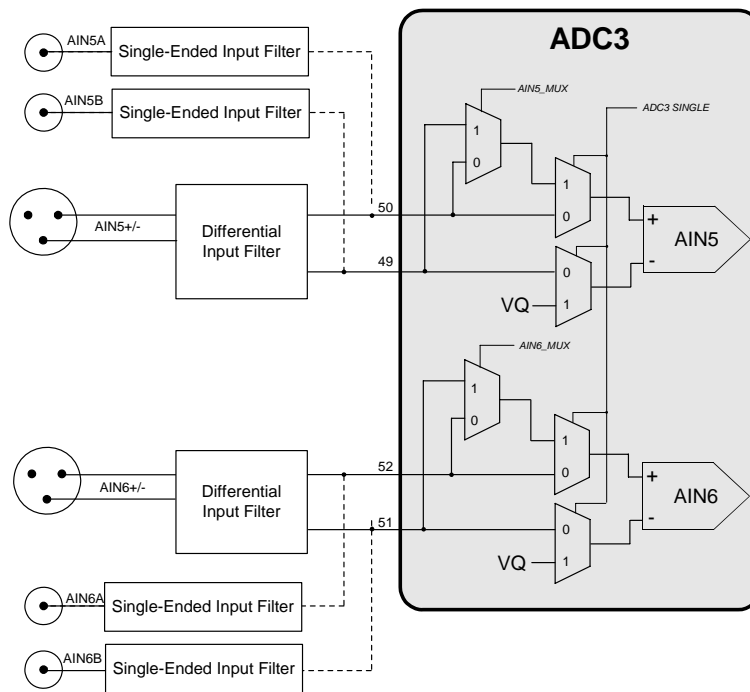 ADC3
AIN5A
Single-Ended Input Filter
AIN5B
Single-Ended Input Filter
AIN5_MUX
ADC3 SINGLE
1
0
1
0
AIN5+/-
Differential
Input Filter
50
49
+
-
AIN5
0
1
VQ
AIN6_MUX
1
0
1
0
AIN6+/-
Differential
Input Filter
52
51
+
-
AIN6
0
1
VQ
AIN6A
Single-Ended Input Filter
AIN6B
Single-Ended Input Filter